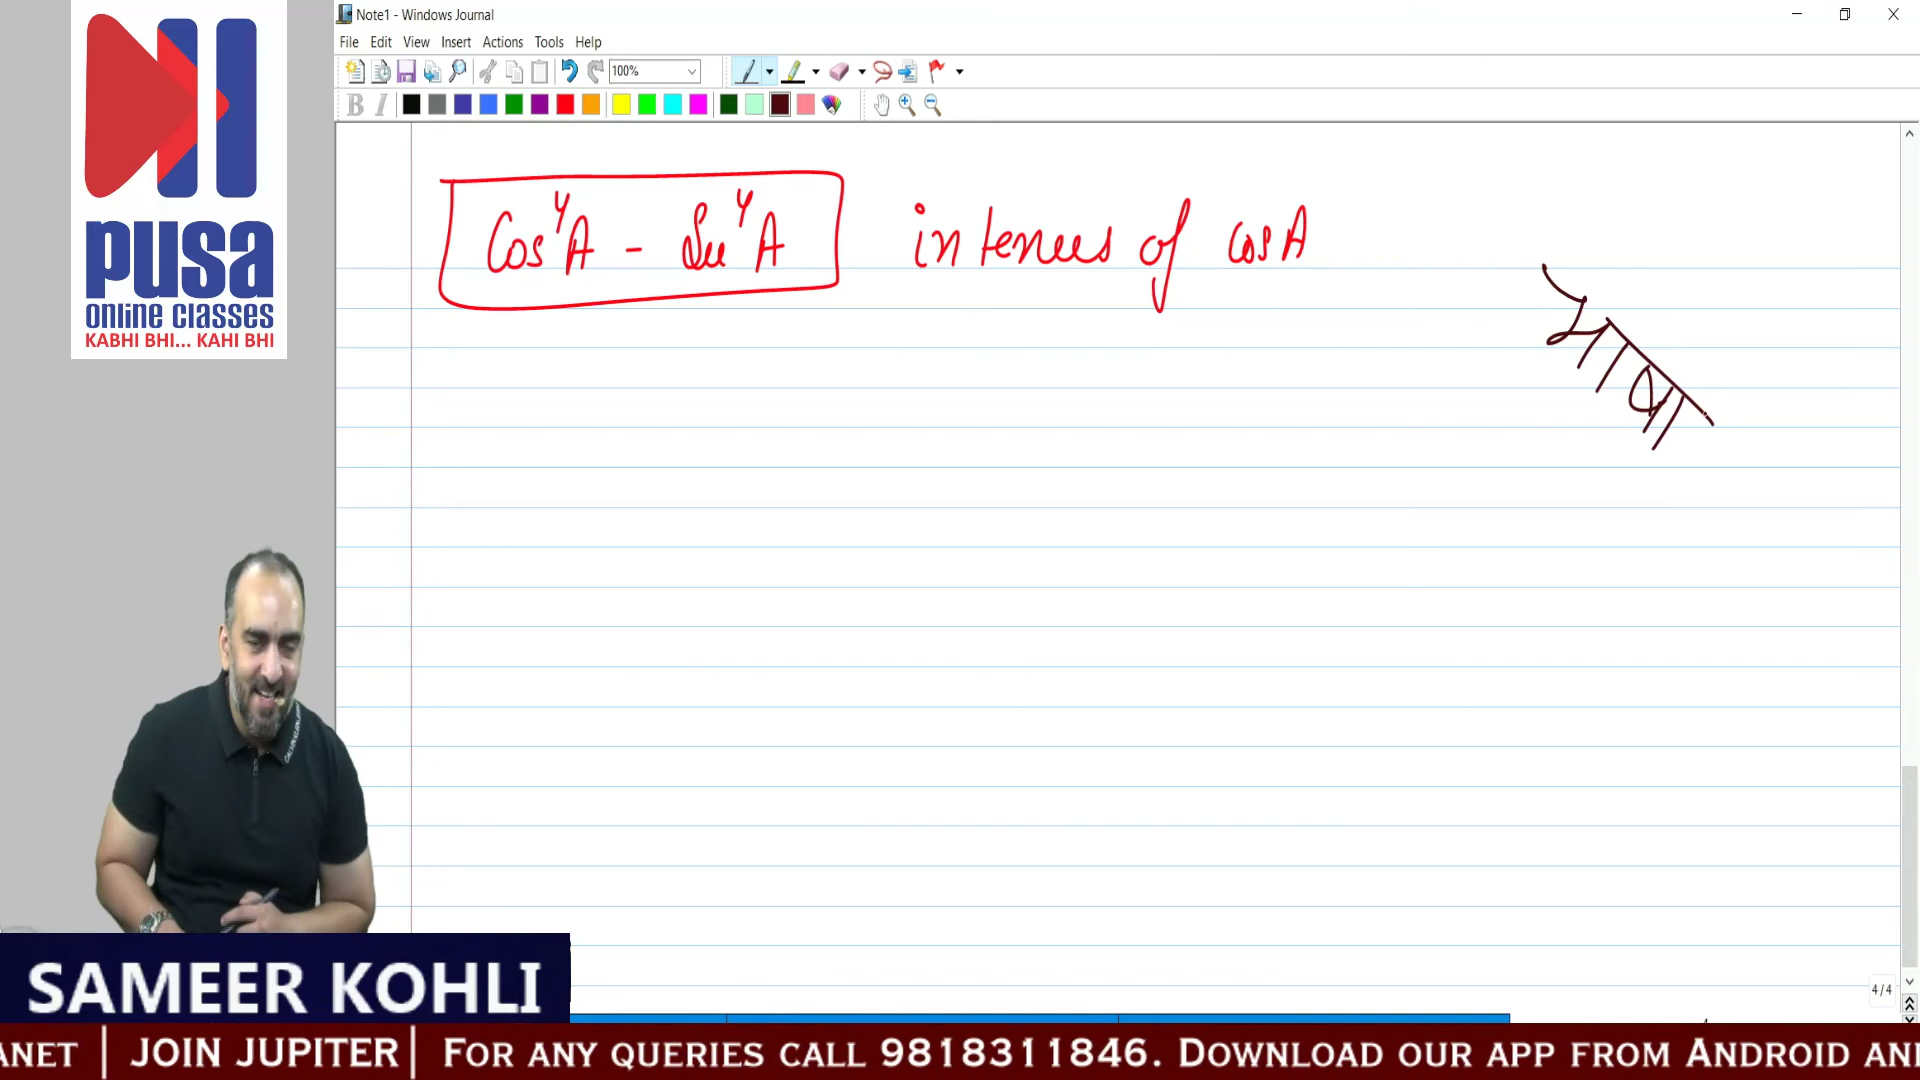 Note1 - Windows Journal
File Edit View Insert Actions Tools Help
100%
B I
pusa
online classes
KABHI BHI... KAHI BHI
Cos⁴A - Sin⁴A in terms of cosA
4 / 4
SAMEER KOHLI
ANET | JOIN JUPITER | FOR ANY QUERIES CALL 9818311846. DOWNLOAD OUR APP FROM ANDROID AN